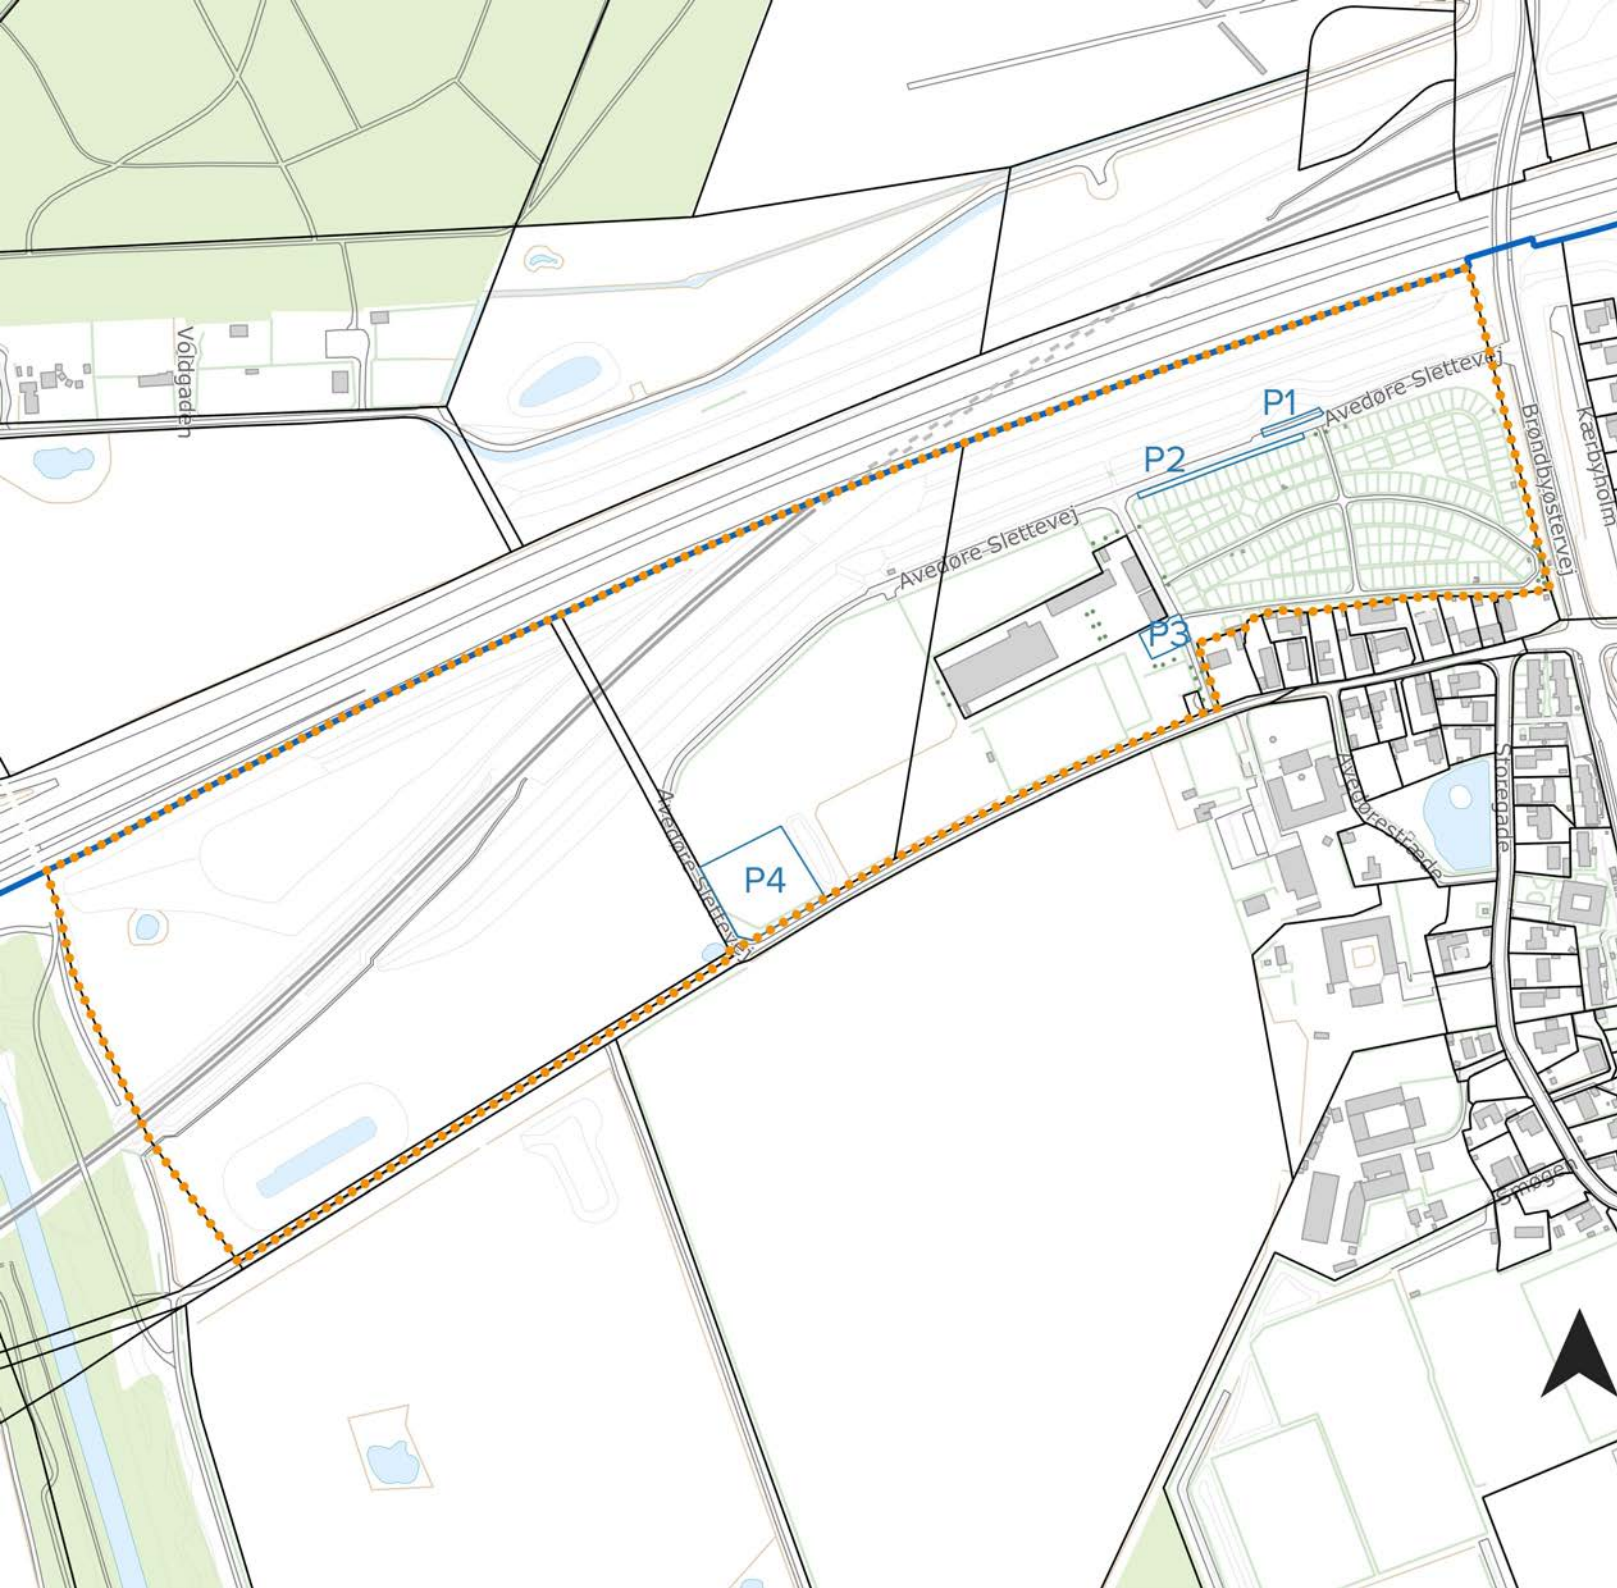 Voldgaden
P1
Avedøre Slettevej
P2
Brøndbyøstervej
Kærbyholm
Avedøre Slettevej
P3
Avedøre Slettevej
Avedørestræde
Storegade
P4
Smøgen